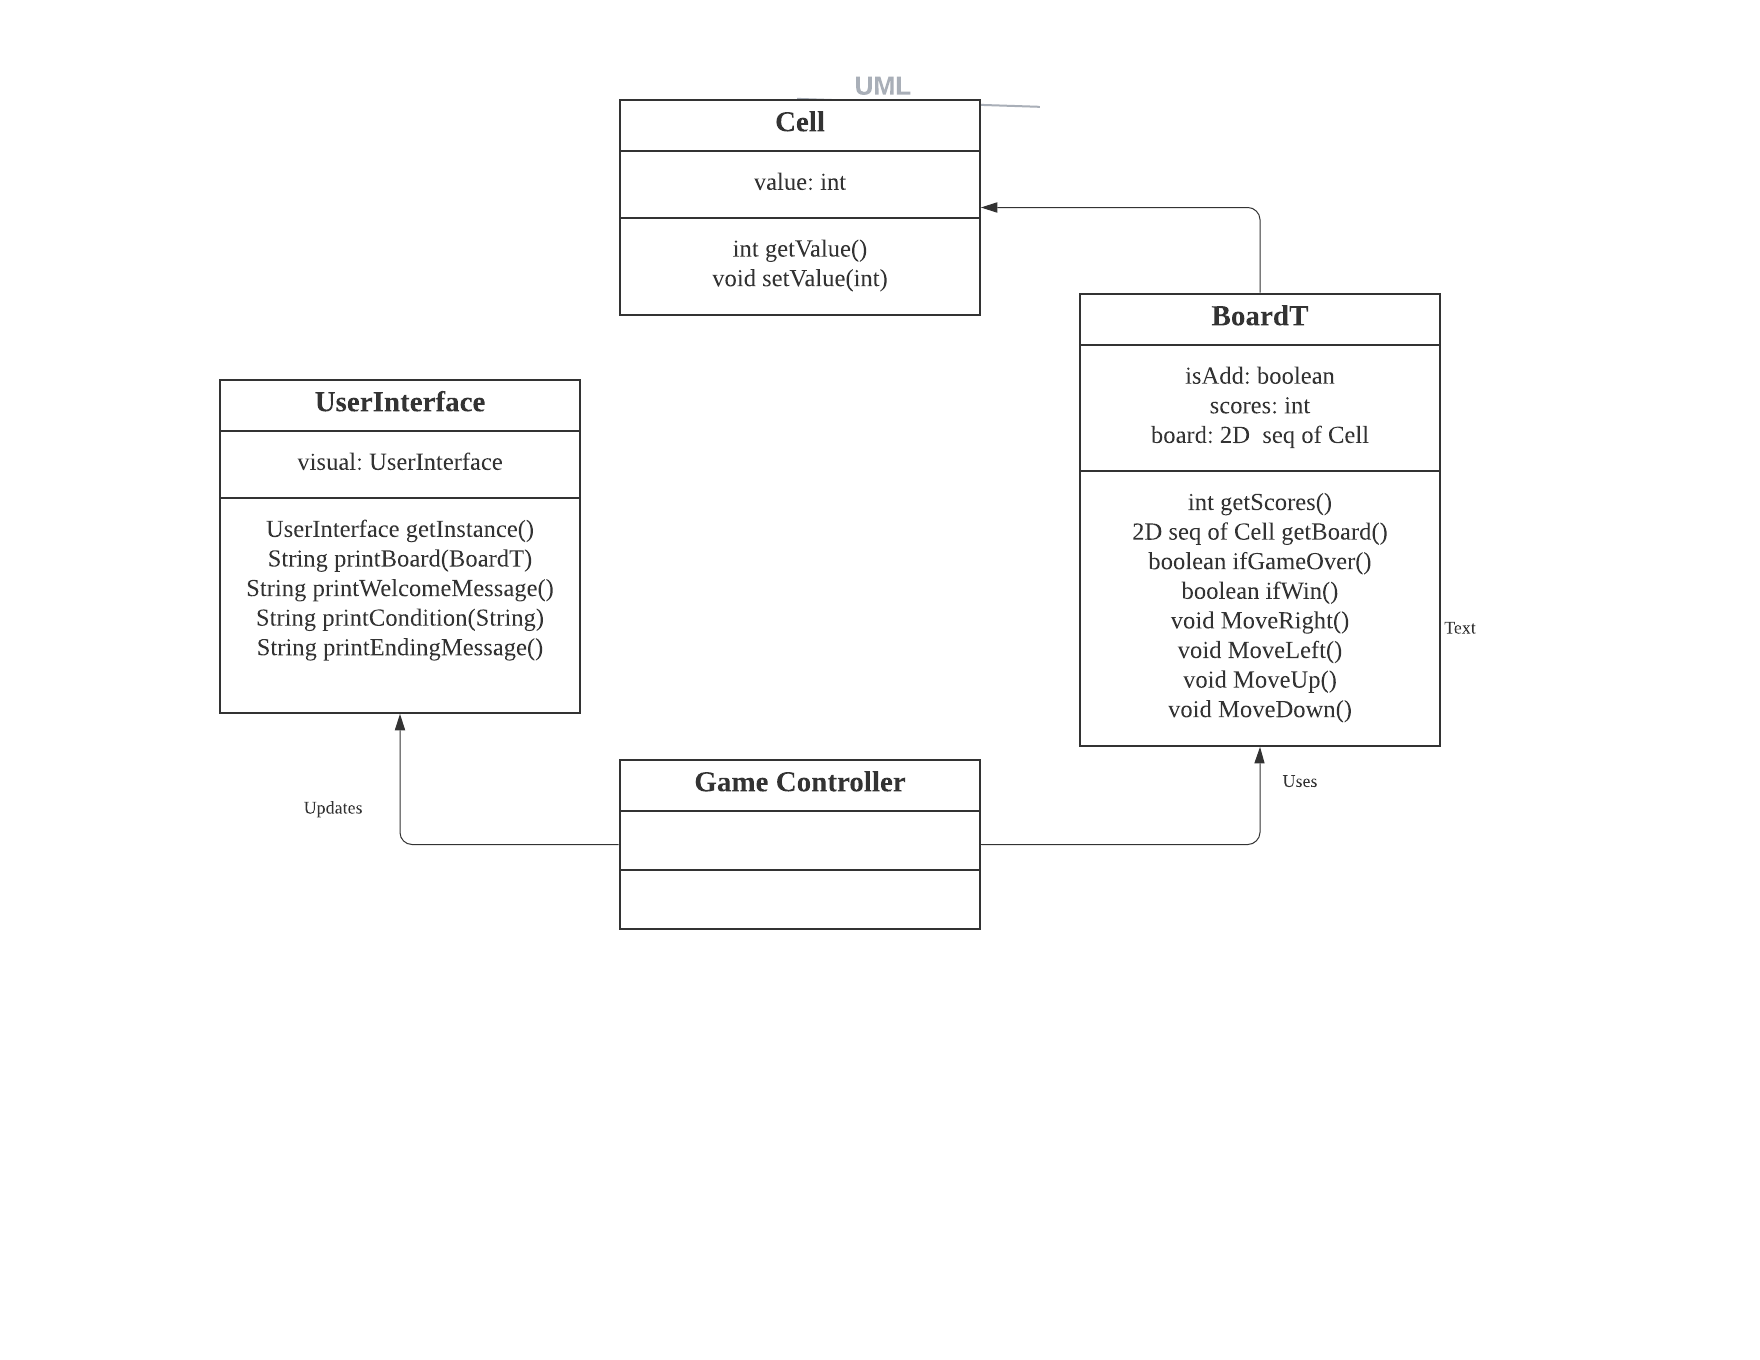 UML
Cell
value: int
int getValue()
void setValue(int)
BoardT
isAdd: boolean
scores: int
board: 2D  seq of Cell
int getScores()
2D seq of Cell getBoard()
boolean ifGameOver()
boolean ifWin()
void MoveRight()
void MoveLeft()
void MoveUp()
void MoveDown()
Text
UserInterface
visual: UserInterface
UserInterface getInstance()
String printBoard(BoardT)
String printWelcomeMessage()
String printCondition(String)
String printEndingMessage()
Updates
Game Controller
Uses